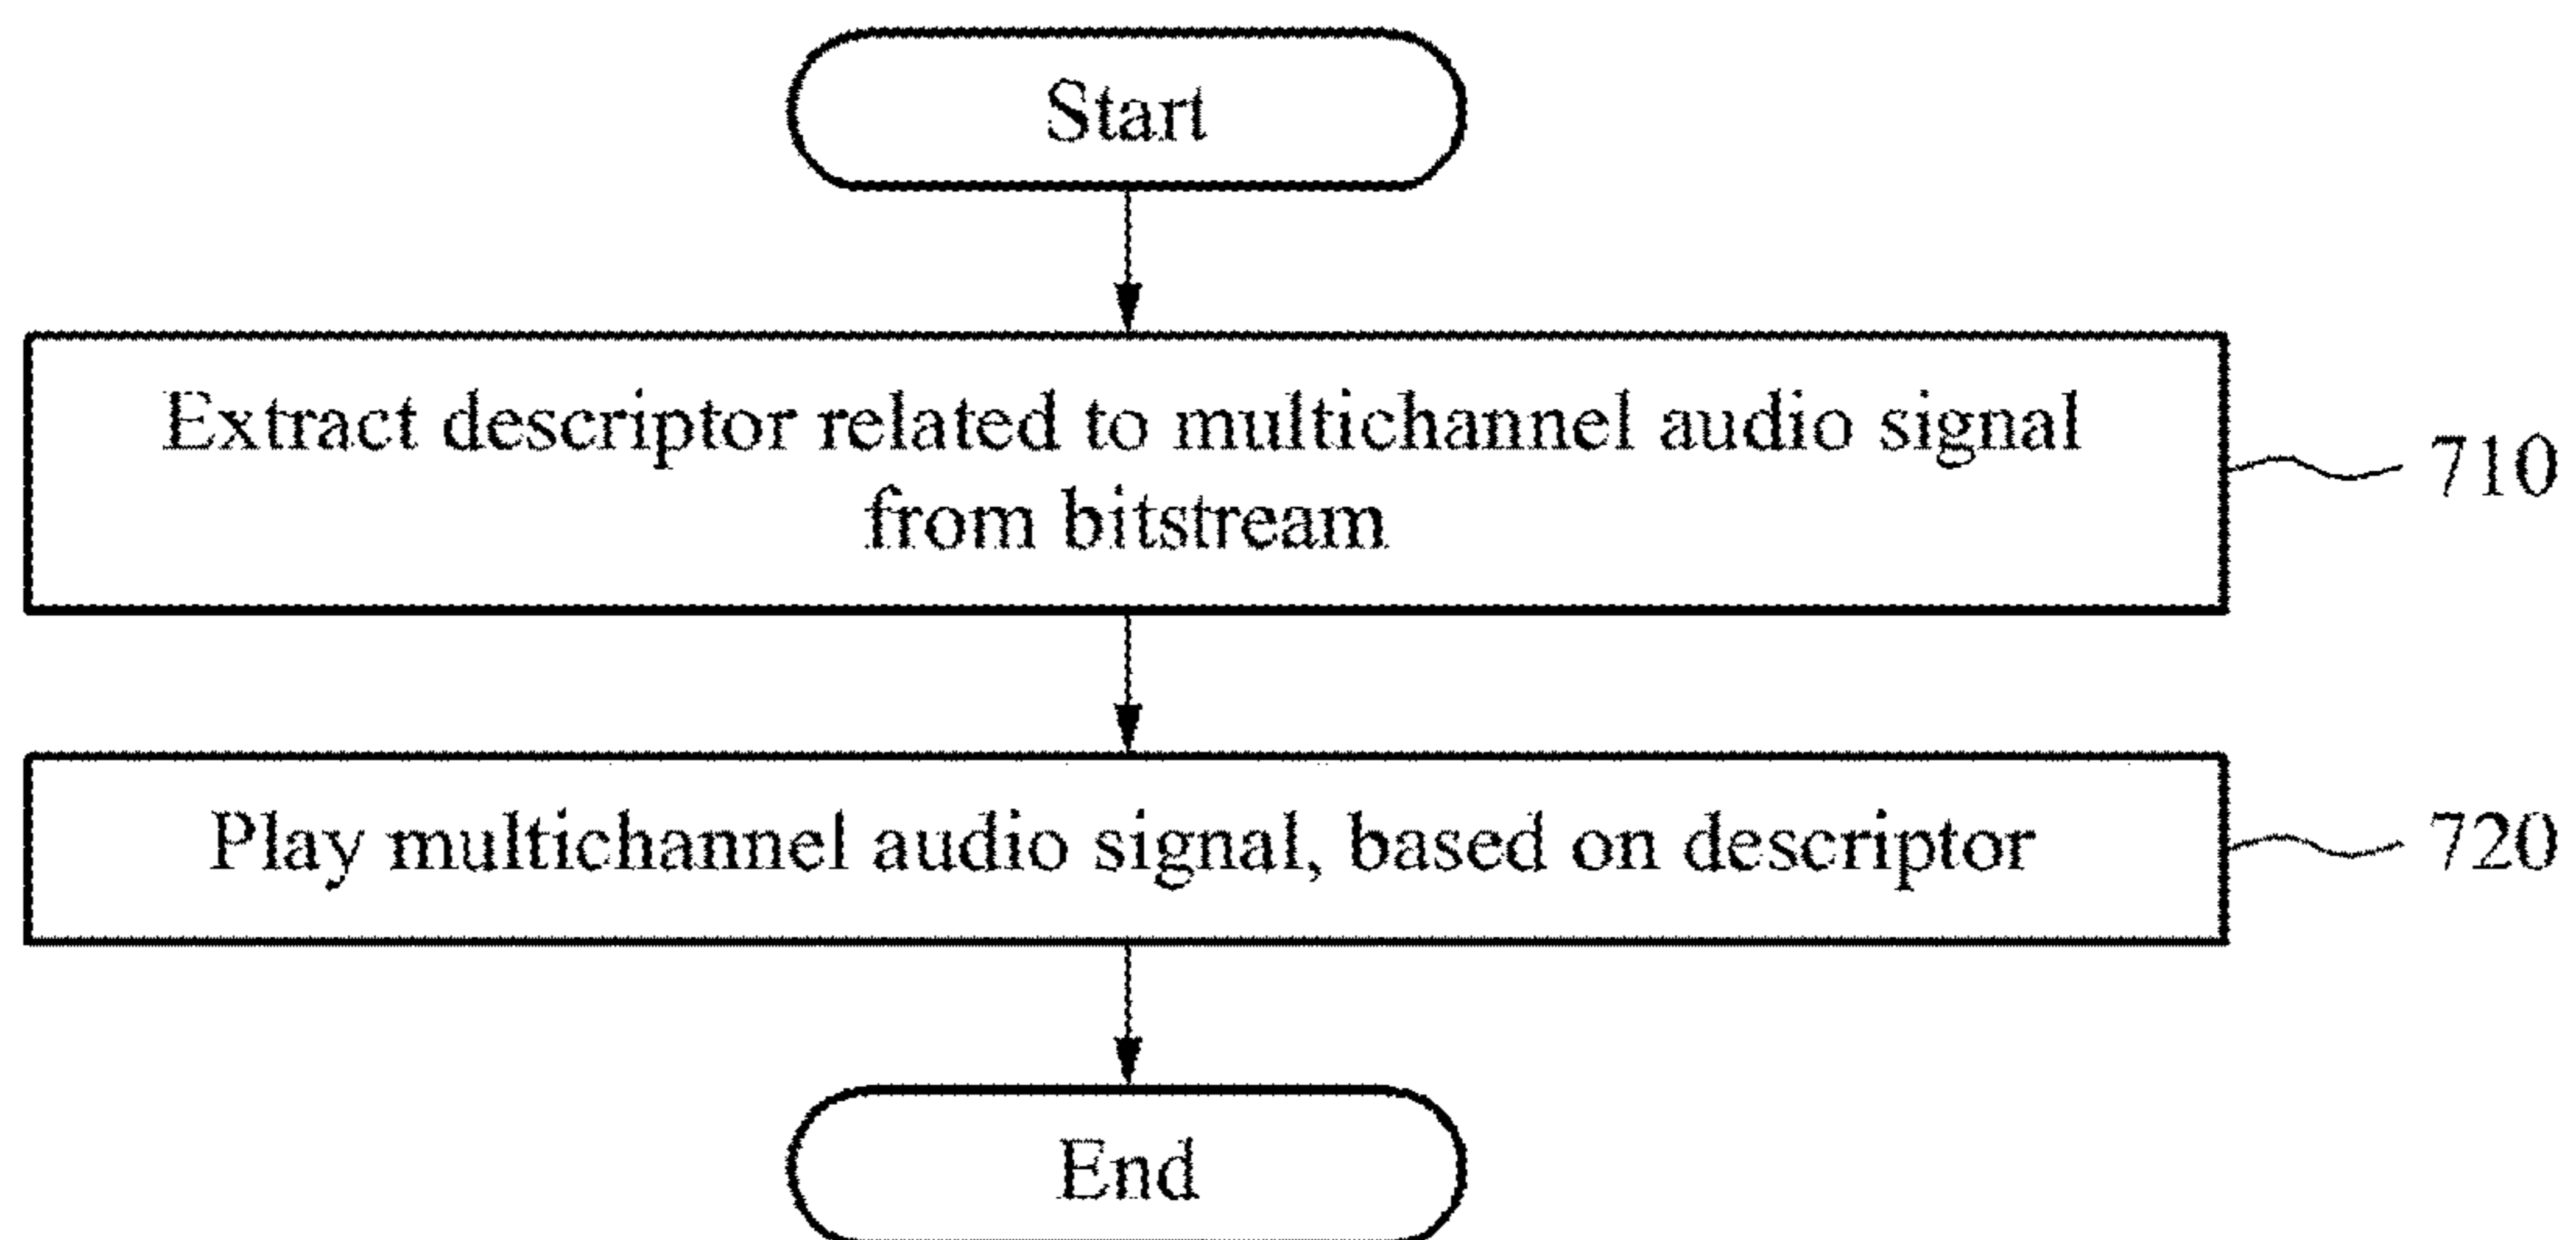 Start
Extract descriptor related to multichannel audio signal
from bitstream
710
Play multichannel audio signal, based on descriptor
720
End